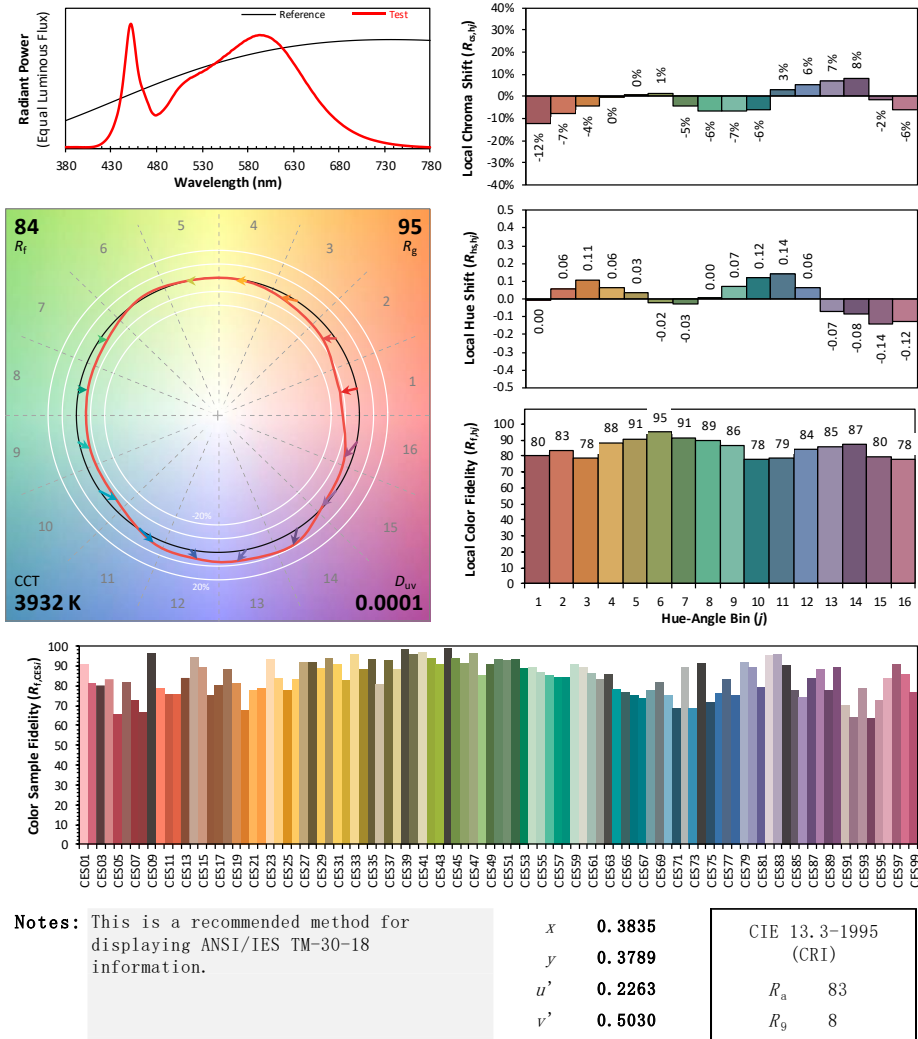 Reference
Test
Radiant Power
(Equal Luminous Flux)
380 430 480 530 580 630 680 730 780
Wavelength (nm)
Local Chroma Shift (Rcs,hj)
40%
30%
20%
10%
0%
-10%
-20%
-30%
-40%
-12% -7% -4% 0% 0% 1% -5% -6% -7% -6% 3% 6% 7% 8% -2% -6%
84
Rf
95
Rg
CCT
3932 K
Duv
0.0001
1 2 3 4 5 6 7 8 9 10 11 12 13 14 15 16
-20%
20%
Local Hue Shift (Rhs,hj)
0.5
0.4
0.3
0.2
0.1
0.0
-0.1
-0.2
-0.3
-0.4
-0.5
0.00 0.06 0.11 0.06 0.03 -0.02 -0.03 0.00 0.07 0.12 0.14 0.06 -0.07 -0.08 -0.14 -0.12
Local Color Fidelity (Rf,hj)
100
90
80
70
60
50
40
30
20
10
0
80 83 78 88 91 95 91 89 86 78 79 84 85 87 80 78
1 2 3 4 5 6 7 8 9 10 11 12 13 14 15 16
Hue-Angle Bin (j)
Color Sample Fidelity (Rf,CESi)
100
90
80
70
60
50
40
30
20
10
0
CES01 CES03 CES05 CES07 CES09 CES11 CES13 CES15 CES17 CES19 CES21 CES23 CES25 CES27 CES29 CES31 CES33 CES35 CES37 CES39 CES41 CES43 CES45 CES47 CES49 CES51 CES53 CES55 CES57 CES59 CES61 CES63 CES65 CES67 CES69 CES71 CES73 CES75 CES77 CES79 CES81 CES83 CES85 CES87 CES89 CES91 CES93 CES95 CES97 CES99
Notes: This is a recommended method for
displaying ANSI/IES TM-30-18
information.
x 0.3835
y 0.3789
u' 0.2263
v' 0.5030
CIE 13.3-1995
(CRI)
Ra 83
R9 8